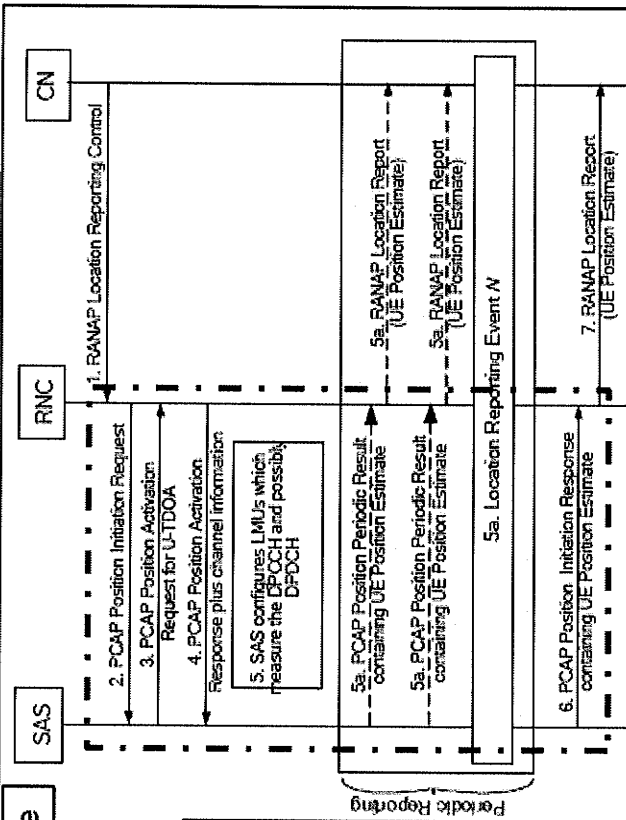 e
SAS
RNC
CN
1. RANAP Location Reporting Control
2. PCAP Position Initiation Request
3. PCAP Position Activation
Request for U-TDOA
4. PCAP Position Activation
Response plus channel information
5. SAS configures LMUs which
measure the DPCCH and possibly
DPDCH
Periodic Reporting
5a. PCAP Position Periodic Result
containing UE Position Estimate
5a. RANAP Location Report
(UE Position Estimate)
5a. PCAP Position Periodic Result
containing UE Position Estimate
5a. RANAP Location Report
(UE Position Estimate)
5a. Location Reporting Event N
6. PCAP Position Initiation Response
containing UE Position Estimate
7. RANAP Location Report
(UE Position Estimate)